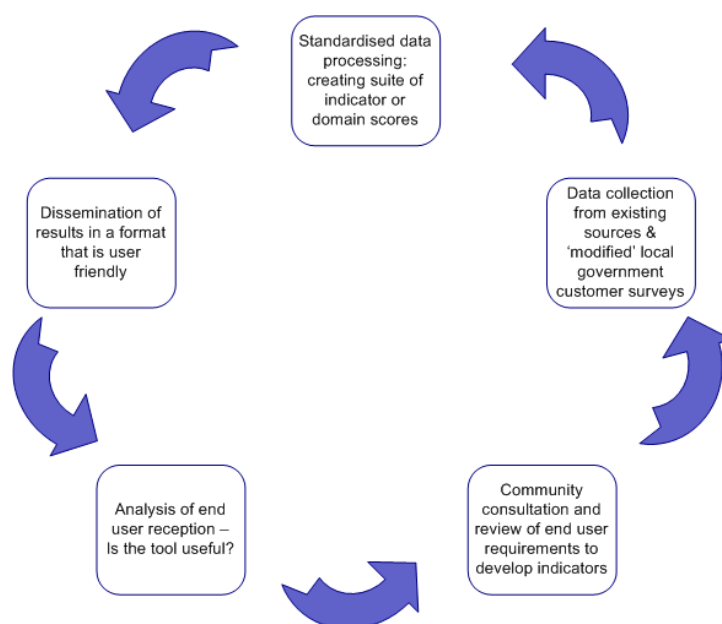 Standardised data
processing:
creating suite of
indicator or
domain scores
Dissemination of
results in a format
that is user
friendly
Data collection
from existing
sources &
‘modified’ local
government
customer surveys
Analysis of end
user reception –
Is the tool useful?
Community
consultation and
review of end user
requirements to
develop indicators